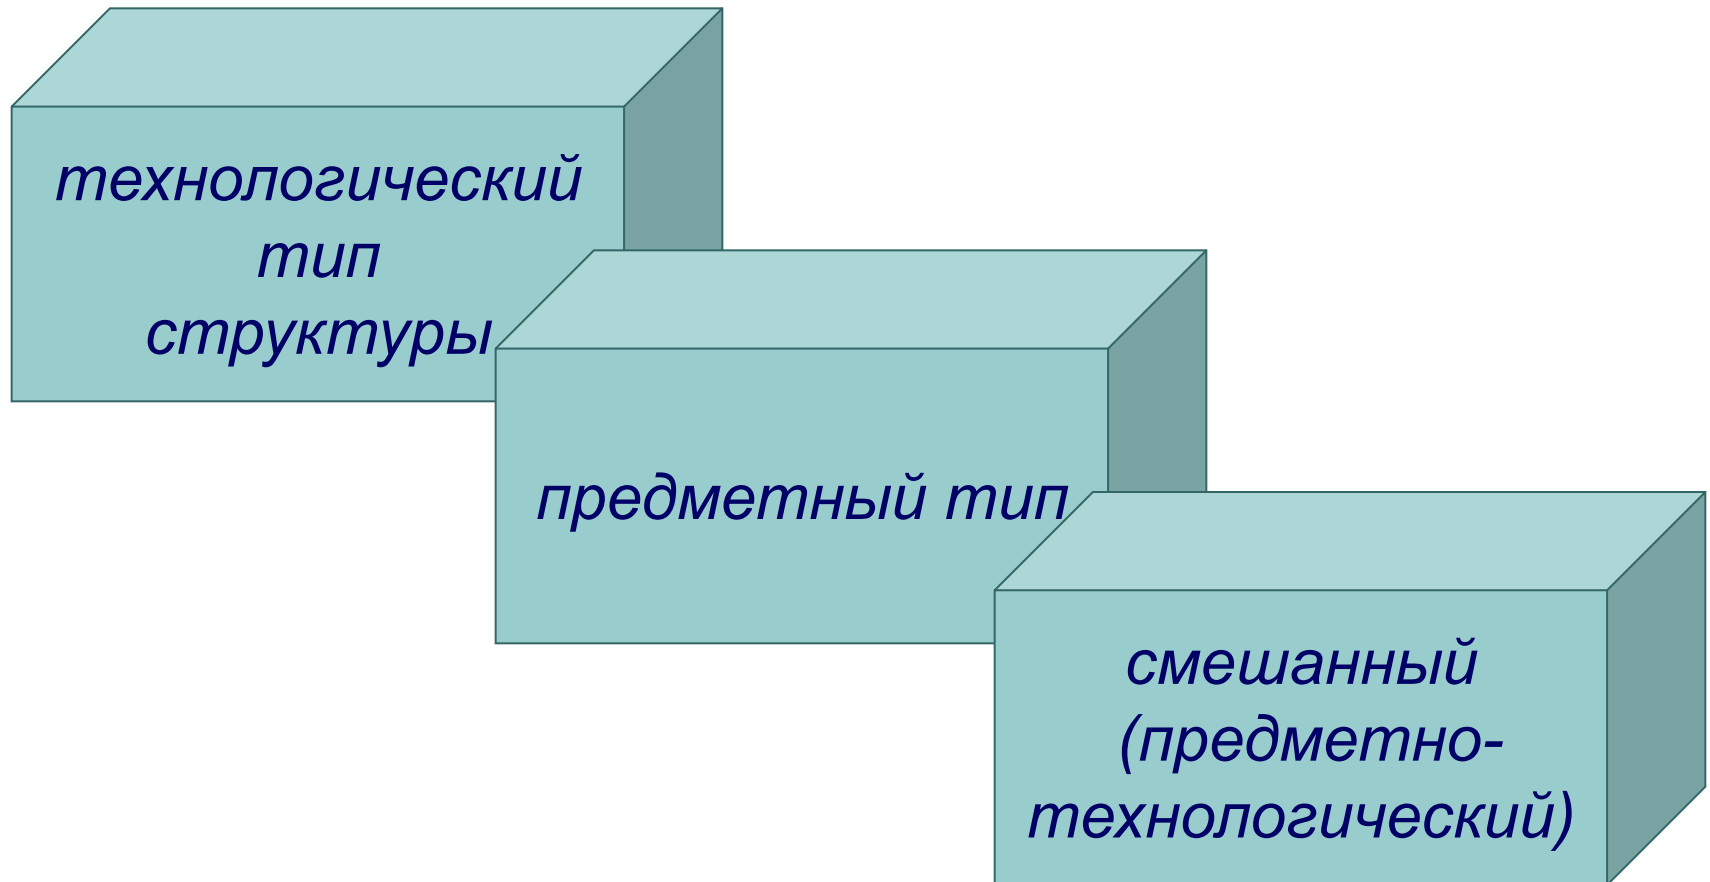 технологический
тип
структуры
предметный тип
смешанный
(предметно-
технологический)